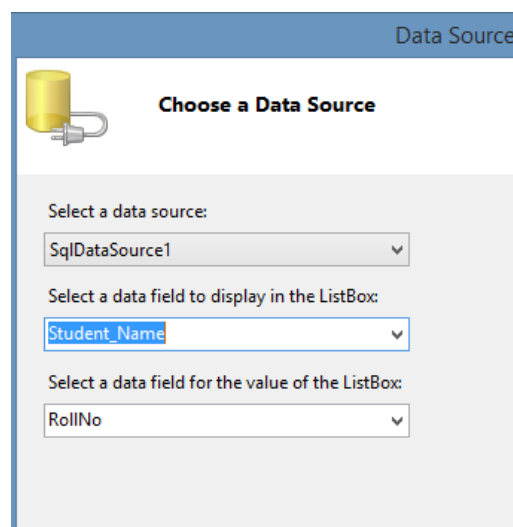 Data Source
Choose a Data Source
Select a data source:
SqlDataSource1
Select a data field to display in the ListBox:
Student_Name
Select a data field for the value of the ListBox:
RollNo